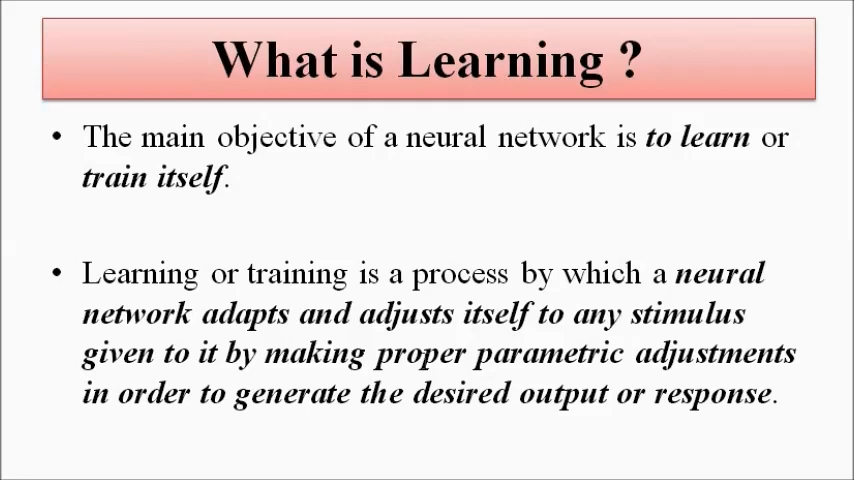 What is Learning ?
• The main objective of a neural network is to learn or
train itself.
• Learning or training is a process by which a neural
network adapts and adjusts itself to any stimulus
given to it by making proper parametric adjustments
in order to generate the desired output or response.